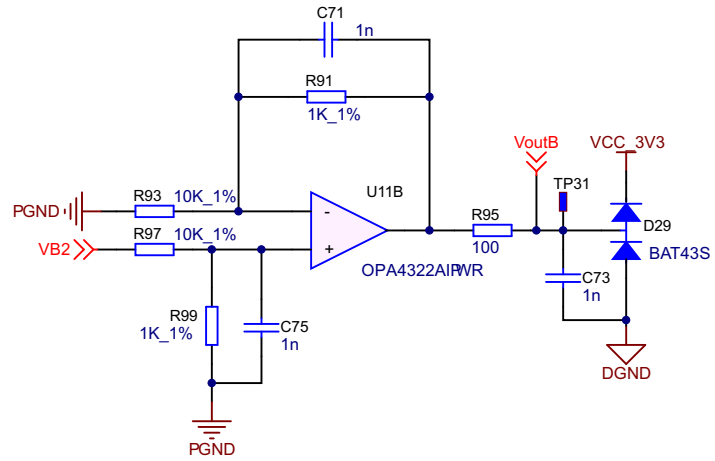 C71
1n
R91
1K_1%
VoutB
VCC_3V3
TP31
U11B
R93
10K_1%
PGND
-
R95
100
D29
R97
10K_1%
VB2
+
OPA4322AIPWR
BAT43S
C73
1n
R99
1K_1%
C75
1n
DGND
PGND